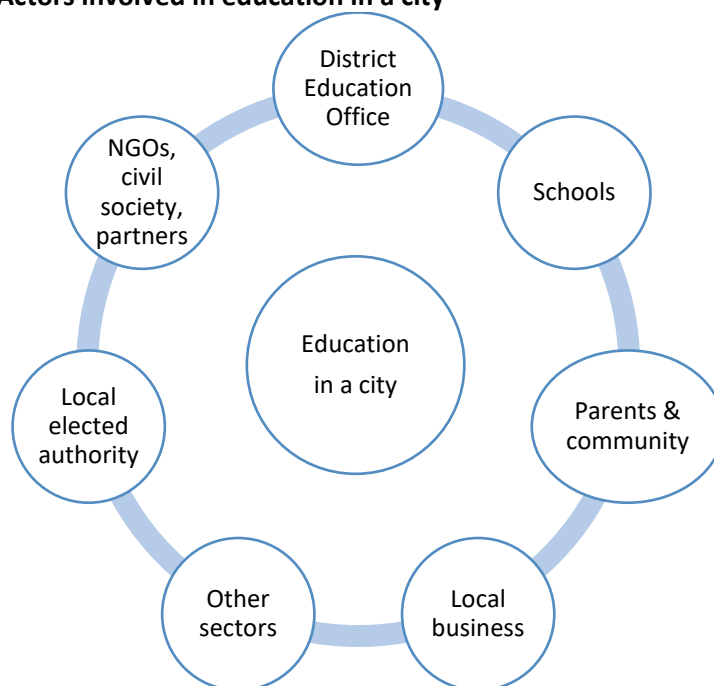 Actors involved in education in a city
District
Education
Office
Schools
Parents &
community
Local
business
Other
sectors
Local
elected
authority
NGOs,
civil
society,
partners
Education
in a city